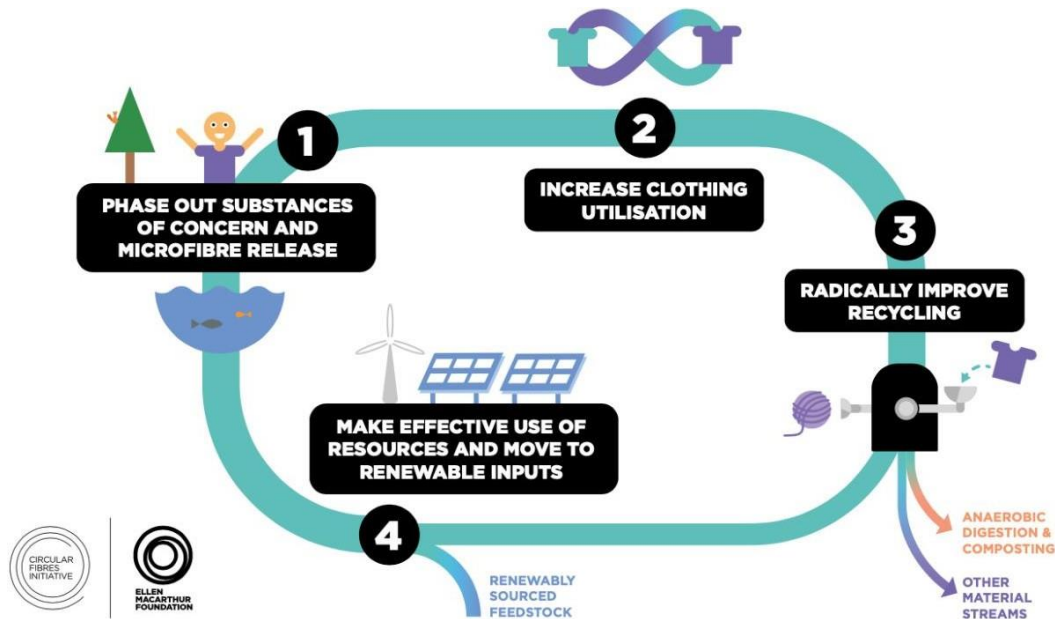 1
PHASE OUT SUBSTANCES
OF CONCERN AND
MICROFIBRE RELEASE
2
INCREASE CLOTHING
UTILISATION
3
RADICALLY IMPROVE
RECYCLING
MAKE EFFECTIVE USE OF
RESOURCES AND MOVE TO
RENEWABLE INPUTS
4
RENEWABLY
SOURCED
FEEDSTOCK
ANAEROBIC
DIGESTION &
COMPOSTING
OTHER
MATERIAL
STREAMS
CIRCULAR
FIBRES
INITIATIVE
ELLEN
MACARTHUR
FOUNDATION